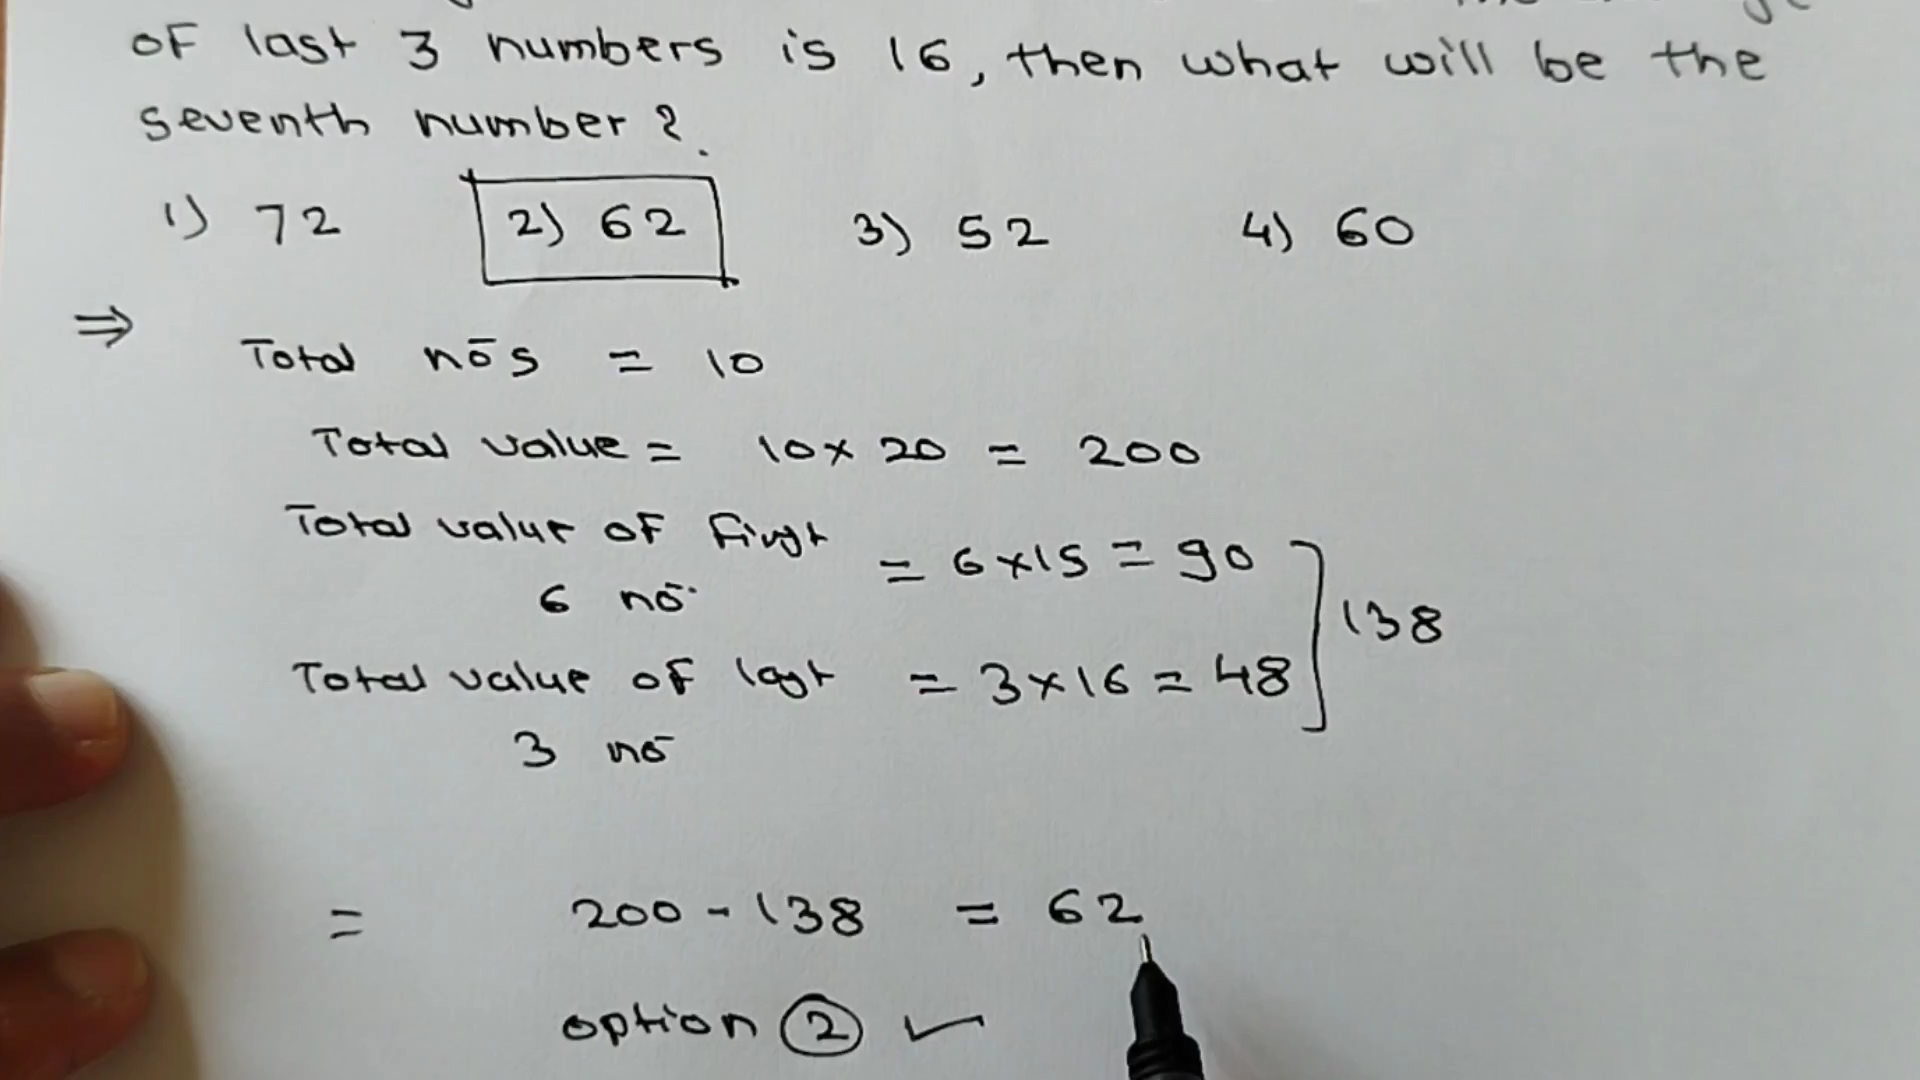 of last 3 numbers is 16, then what will be the
seventh number?
1) 72 2) 62 3) 52 4) 60
⇒
Total nōs = 10
Total value = 10 × 20 = 200
Total value of first
6 nō. = 6 × 15 = 90
138
Total value of last = 3 × 16 = 48
3 nō
= 200 - 138 = 62
option 2 ✓